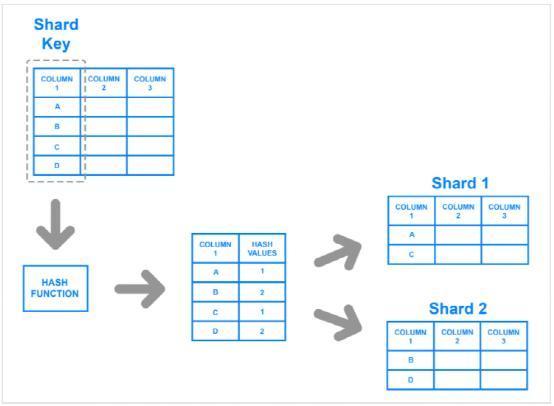 Shard
Key
COLUMN 1 COLUMN 2 COLUMN 3
A
B
C
D
HASH
FUNCTION
COLUMN 1 HASH VALUES
A 1
B 2
C 1
D 2
Shard 1
COLUMN 1 COLUMN 2 COLUMN 3
A
C
Shard 2
COLUMN 1 COLUMN 2 COLUMN 3
B
D